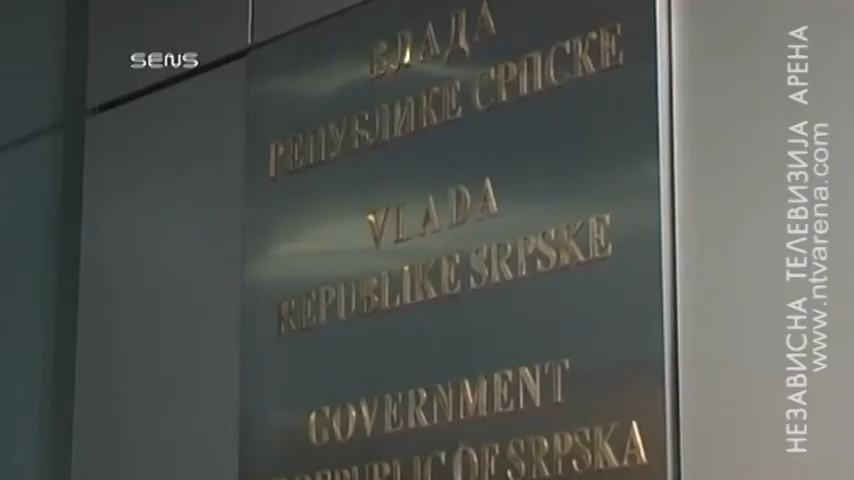 SENS
ВЛАДА
РЕПУБЛИКЕ СРПСКЕ
VLADA
REPUBLIKE SRPSKE
GOVERNMENT
REPUBLIC OF SRPSKA
НЕЗАВИСНА ТЕЛЕВИЗИЈА АРЕНА
www.ntvarena.com